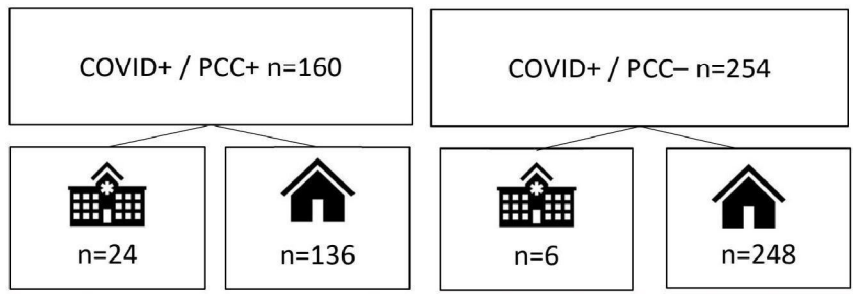 COVID+ / PCC+ n=160
COVID+ / PCC– n=254
n=24
n=136
n=6
n=248